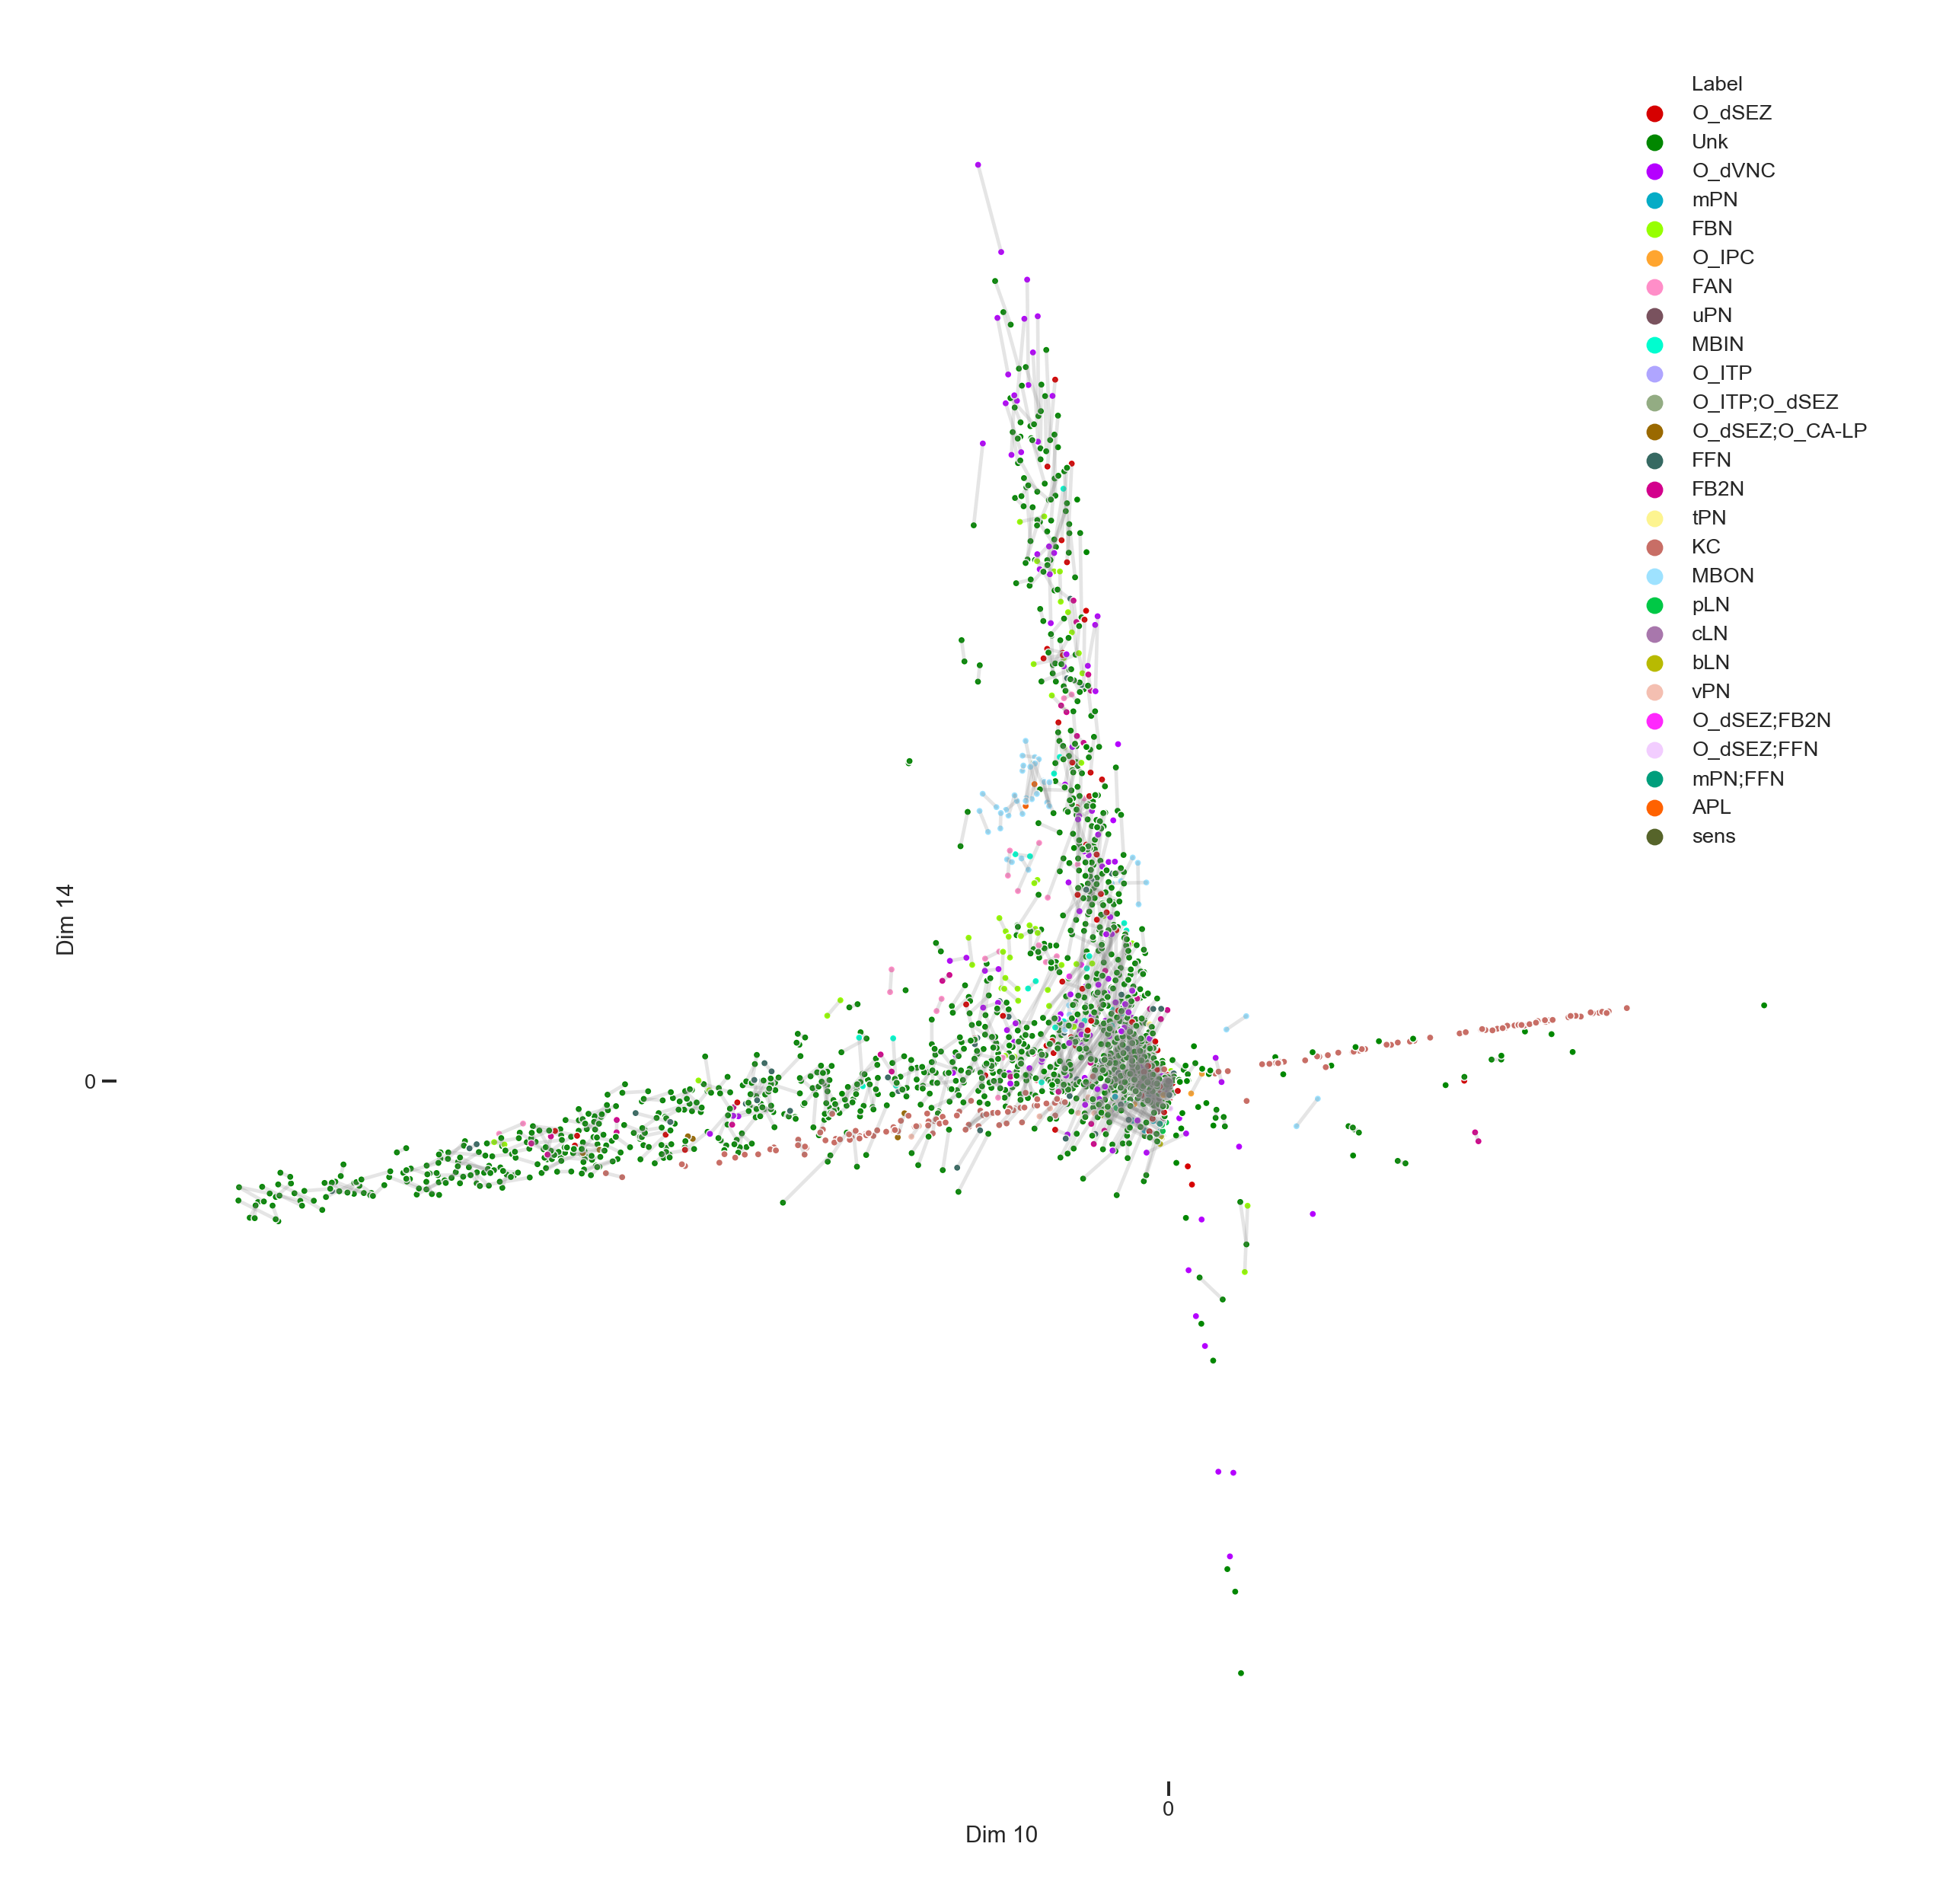 Label
O_dSEZ
Unk
O_dVNC
mPN
FBN
O_IPC
FAN
uPN
MBIN
O_ITP
O_ITP;O_dSEZ
O_dSEZ;O_CA-LP
FFN
FB2N
tPN
KC
MBON
pLN
cLN
bLN
vPN
O_dSEZ;FB2N
O_dSEZ;FFN
mPN;FFN
APL
sens
Dim 14
0
0
Dim 10